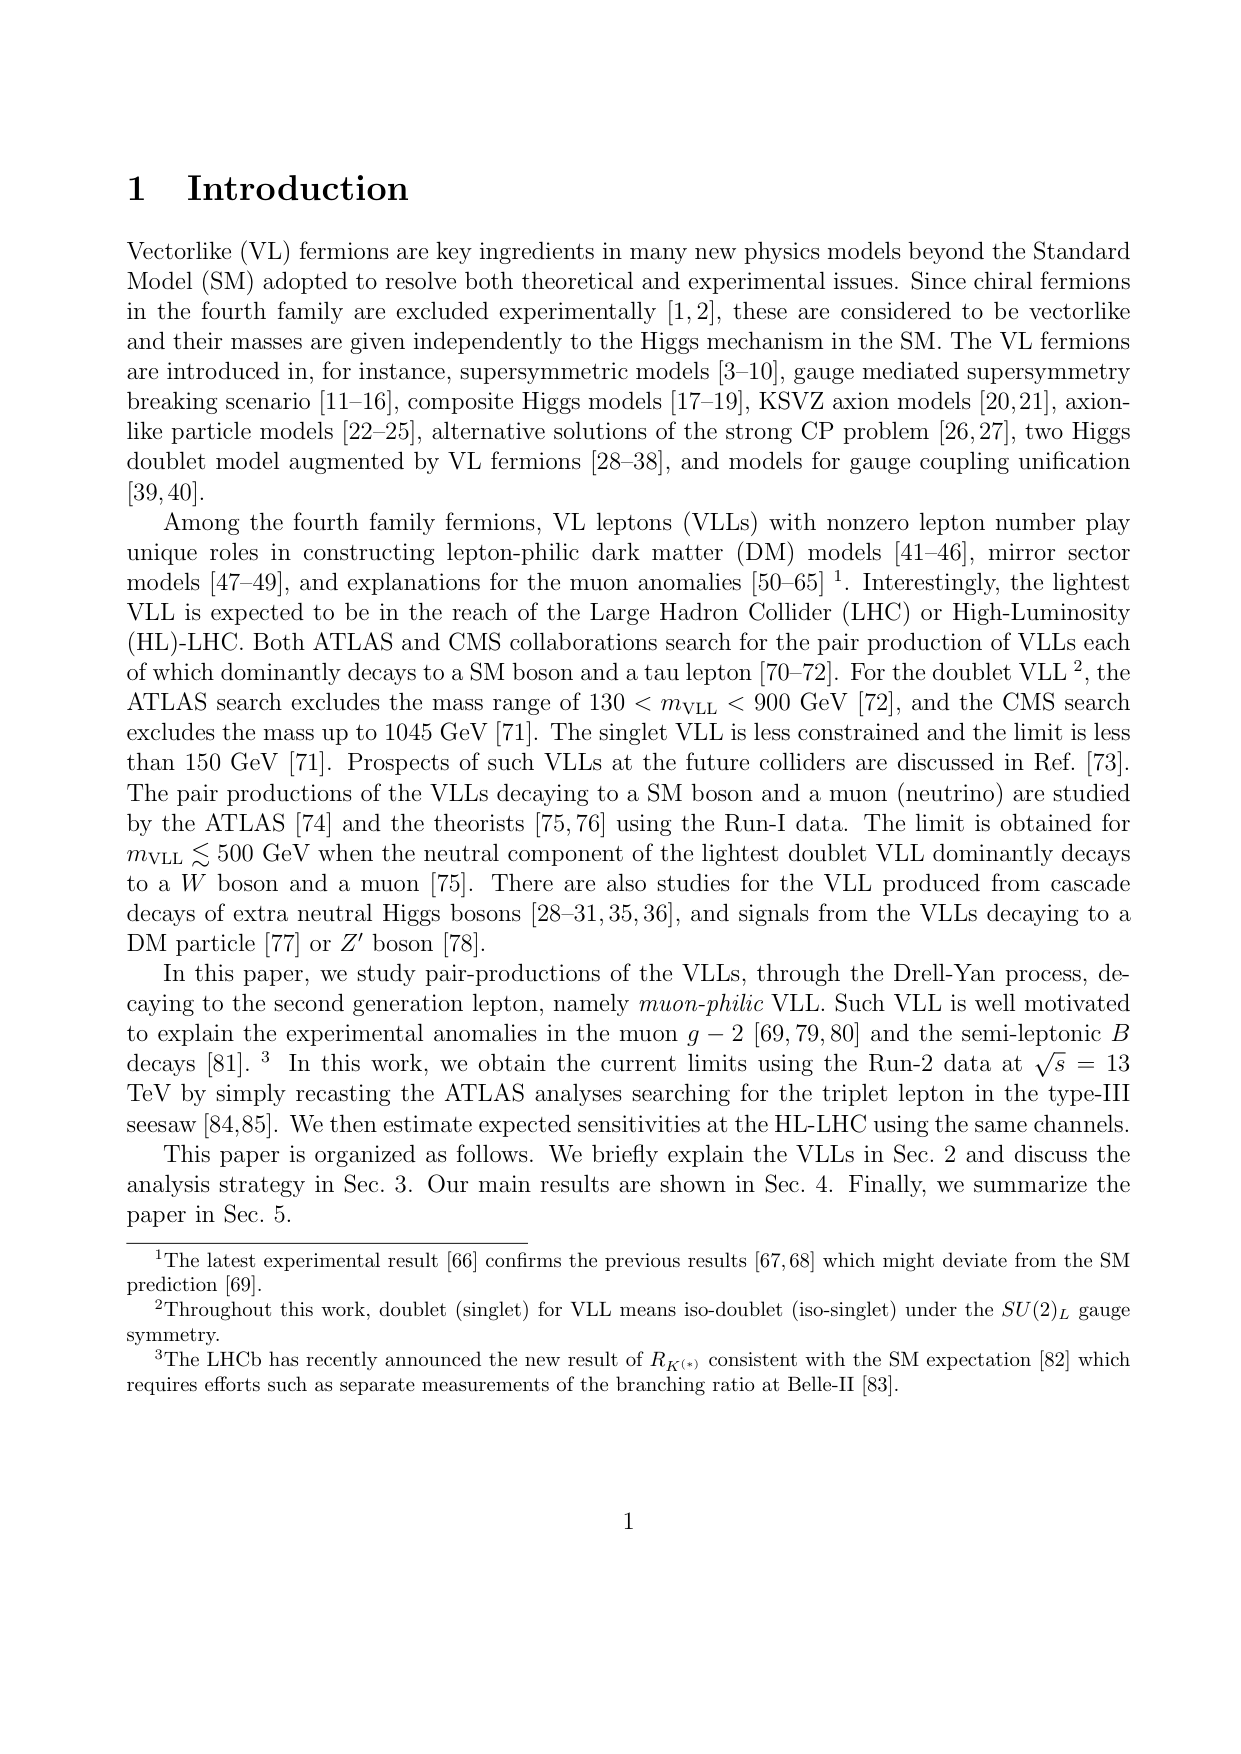 1 Introduction
Vectorlike (VL) fermions are key ingredients in many new physics models beyond the Standard
Model (SM) adopted to resolve both theoretical and experimental issues. Since chiral fermions
in the fourth family are excluded experimentally [1, 2], these are considered to be vectorlike
and their masses are given independently to the Higgs mechanism in the SM. The VL fermions
are introduced in, for instance, supersymmetric models [3–10], gauge mediated supersymmetry
breaking scenario [11–16], composite Higgs models [17–19], KSVZ axion models [20,21], axion-
like particle models [22–25], alternative solutions of the strong CP problem [26,27], two Higgs
doublet model augmented by VL fermions [28–38], and models for gauge coupling unification
[39,40].
Among the fourth family fermions, VL leptons (VLLs) with nonzero lepton number play
unique roles in constructing lepton-philic dark matter (DM) models [41–46], mirror sector
models [47–49], and explanations for the muon anomalies [50–65] ¹. Interestingly, the lightest
VLL is expected to be in the reach of the Large Hadron Collider (LHC) or High-Luminosity
(HL)-LHC. Both ATLAS and CMS collaborations search for the pair production of VLLs each
of which dominantly decays to a SM boson and a tau lepton [70–72]. For the doublet VLL ², the
ATLAS search excludes the mass range of 130 < m_VLL < 900 GeV [72], and the CMS search
excludes the mass up to 1045 GeV [71]. The singlet VLL is less constrained and the limit is less
than 150 GeV [71]. Prospects of such VLLs at the future colliders are discussed in Ref. [73].
The pair productions of the VLLs decaying to a SM boson and a muon (neutrino) are studied
by the ATLAS [74] and the theorists [75, 76] using the Run-I data. The limit is obtained for
m_VLL ≲ 500 GeV when the neutral component of the lightest doublet VLL dominantly decays
to a W boson and a muon [75]. There are also studies for the VLL produced from cascade
decays of extra neutral Higgs bosons [28–31, 35, 36], and signals from the VLLs decaying to a
DM particle [77] or Z′ boson [78].
In this paper, we study pair-productions of the VLLs, through the Drell-Yan process, de-
caying to the second generation lepton, namely muon-philic VLL. Such VLL is well motivated
to explain the experimental anomalies in the muon g − 2 [69, 79, 80] and the semi-leptonic B
decays [81]. ³ In this work, we obtain the current limits using the Run-2 data at √s = 13
TeV by simply recasting the ATLAS analyses searching for the triplet lepton in the type-III
seesaw [84,85]. We then estimate expected sensitivities at the HL-LHC using the same channels.
This paper is organized as follows. We briefly explain the VLLs in Sec. 2 and discuss the
analysis strategy in Sec. 3. Our main results are shown in Sec. 4. Finally, we summarize the
paper in Sec. 5.
¹The latest experimental result [66] confirms the previous results [67, 68] which might deviate from the SM
prediction [69].
²Throughout this work, doublet (singlet) for VLL means iso-doublet (iso-singlet) under the SU(2)_L gauge
symmetry.
³The LHCb has recently announced the new result of R_{K^(*)} consistent with the SM expectation [82] which
requires efforts such as separate measurements of the branching ratio at Belle-II [83].
1